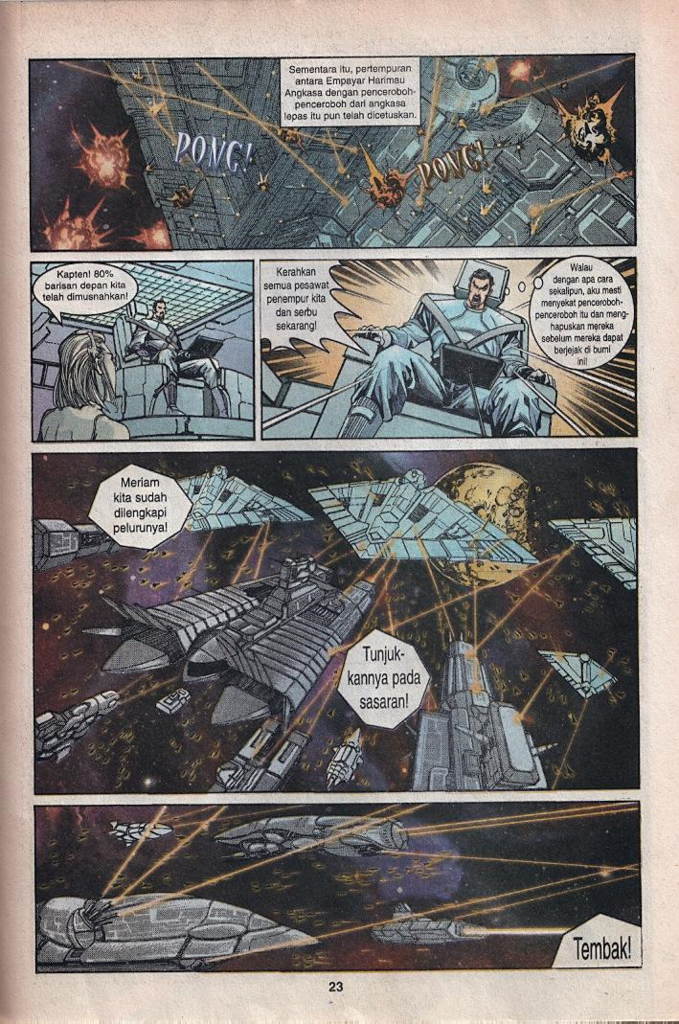 Sementara itu, pertempuran
antara Empayar Harimau
Angkasa dengan penceroboh-
penceroboh dari angkasa
lepas itu pun telah dicetuskan.
PONG!
PONG!
Kapten! 80%
barisan depan kita
telah dimusnahkan!
Kerahkan
semua pesawat
penempur kita
dan serbu
sekarang!
Walau
dengan apa cara
sekalipun, aku mesti
menyekat penceroboh-
penceroboh itu dan meng-
hapuskan mereka
sebelum mereka dapat
berjejak di bumi
ini!
Meriam
kita sudah
dilengkapi
pelurunya!
Tunjuk-
kannya pada
sasaran!
Tembak!
23